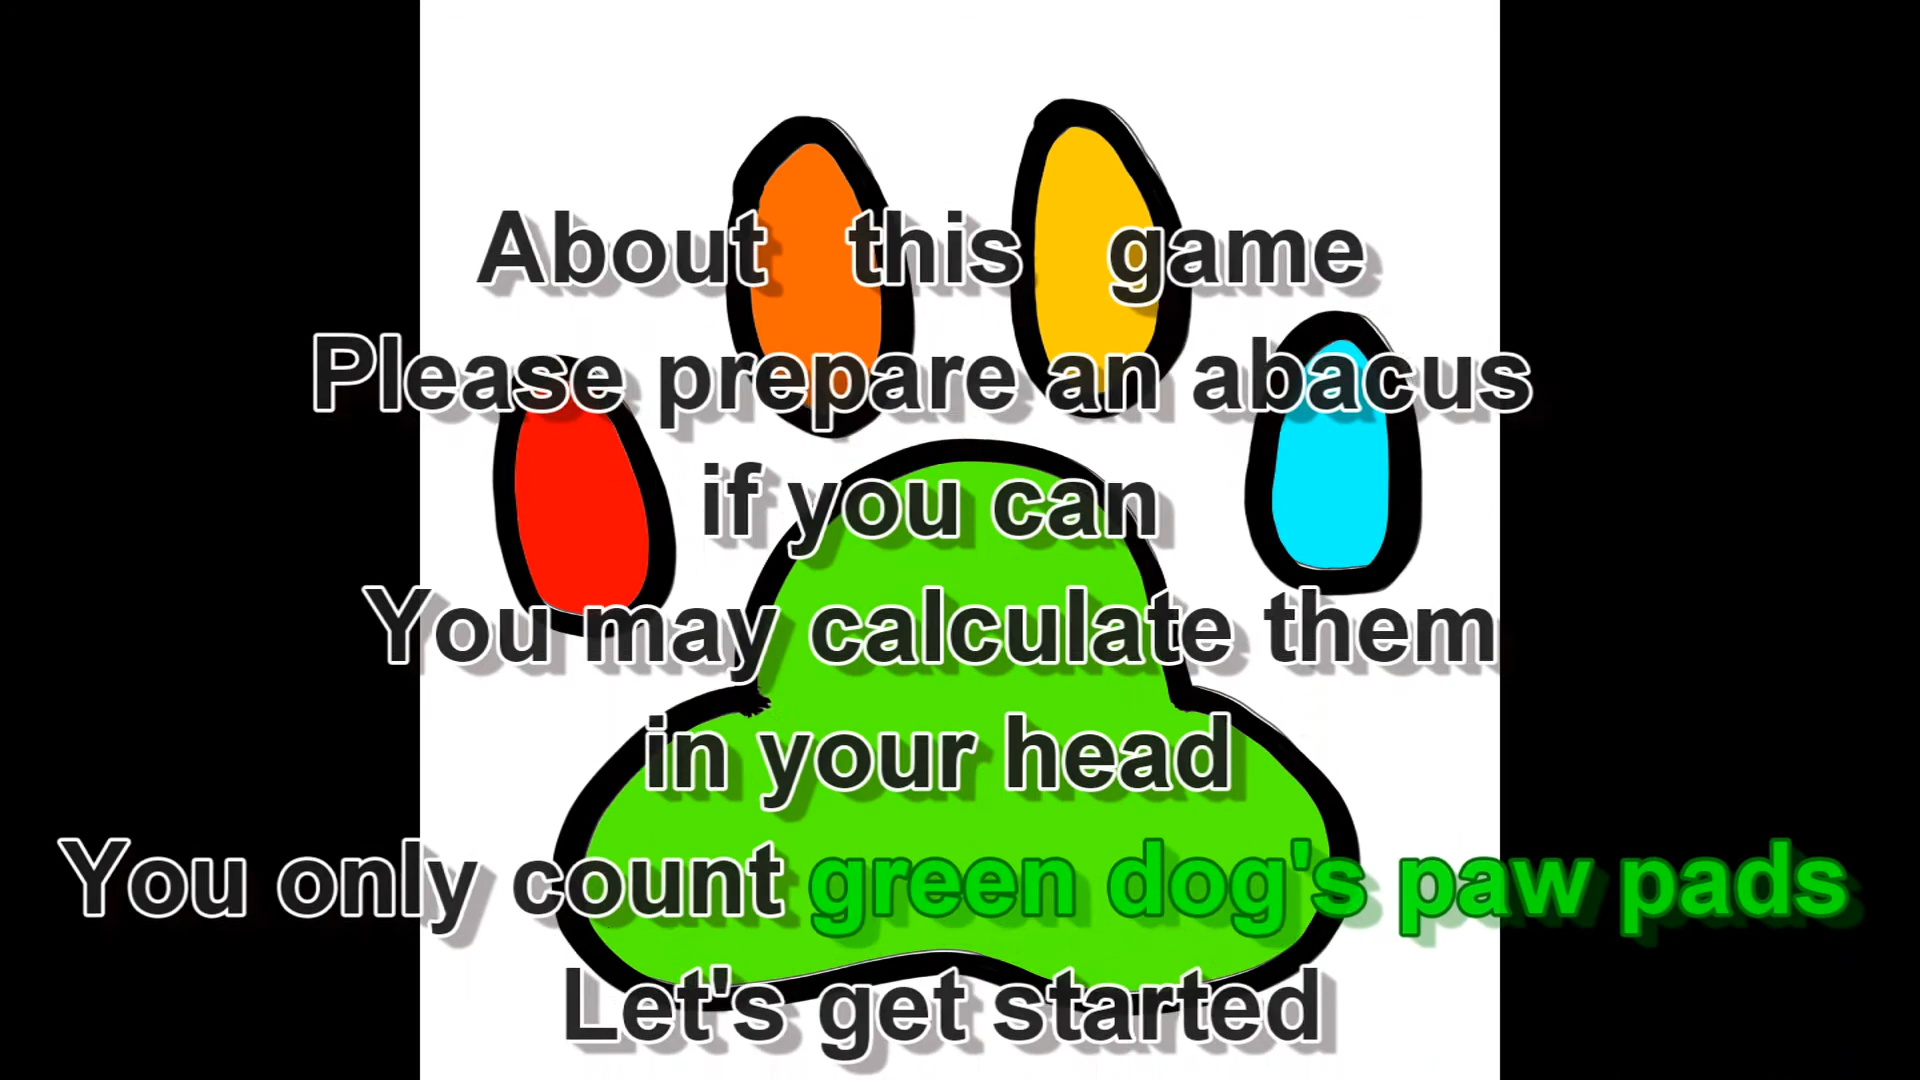 About this game
Please prepare an abacus
if you can
You may calculate them
in your head
You only count green dog's paw pads
Let's get started